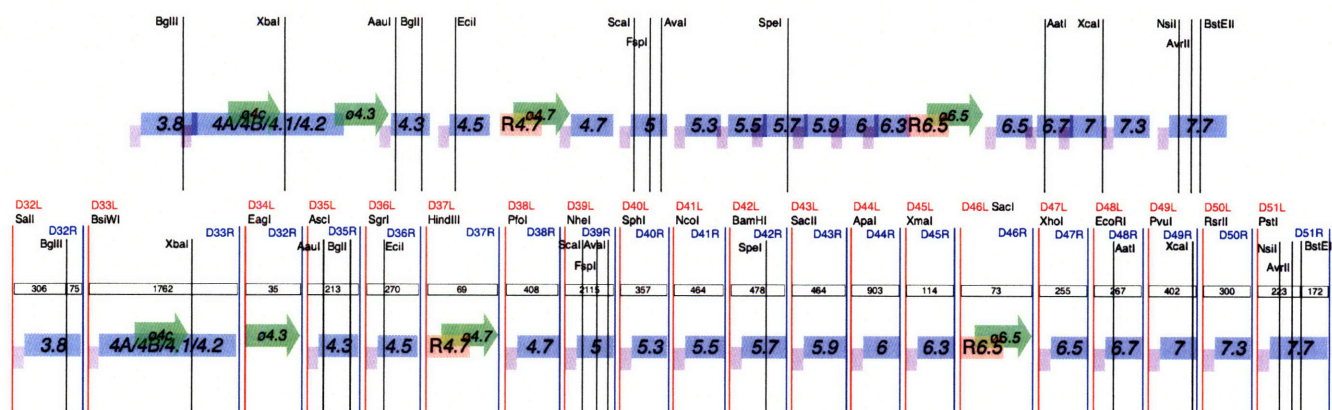 BglII XbaI AauI BglI EciI ScaI AvaI SpeI AatI XcaI NsiI BstEII
FspI AvrII
ø4c ø4.3 ø4.7 ø6.5
3.8 4A/4B/4.1/4.2 4.3 4.5 R4.7 4.7 5 5.3 5.5 5.7 5.9 6 6.3 R6.5 6.5 6.7 7 7.3 7.7
D32L D33L D34L D35L D36L D37L D38L D39L D40L D41L D42L D43L D44L D45L D46L SacI D47L D48L D49L D50L D51L
SalI BsiWI EagI AscI SgrI HindIII PfoI NheI SphI NcoI BamHI SacII ApaI XmaI XhoI EcoRI PvuI RsrII PstI
D32R D33R D32R D35R D36R D37R D38R D39R D40R D41R D42R D43R D44R D45R D46R D47R D48R D49R D50R D51R
BglII XbaI AauI BglI EciI ScaI AvaI SpeI AatI XcaI NsiI BstEI
FspI AvrII
306 75 1762 35 213 270 69 408 2115 357 464 478 464 903 114 73 255 267 402 300 223 172
ø4c ø4.3 ø4.7 ø6.5
3.8 4A/4B/4.1/4.2 4.3 4.5 R4.7 4.7 5 5.3 5.5 5.7 5.9 6 6.3 R6.5 6.5 6.7 7 7.3 7.7